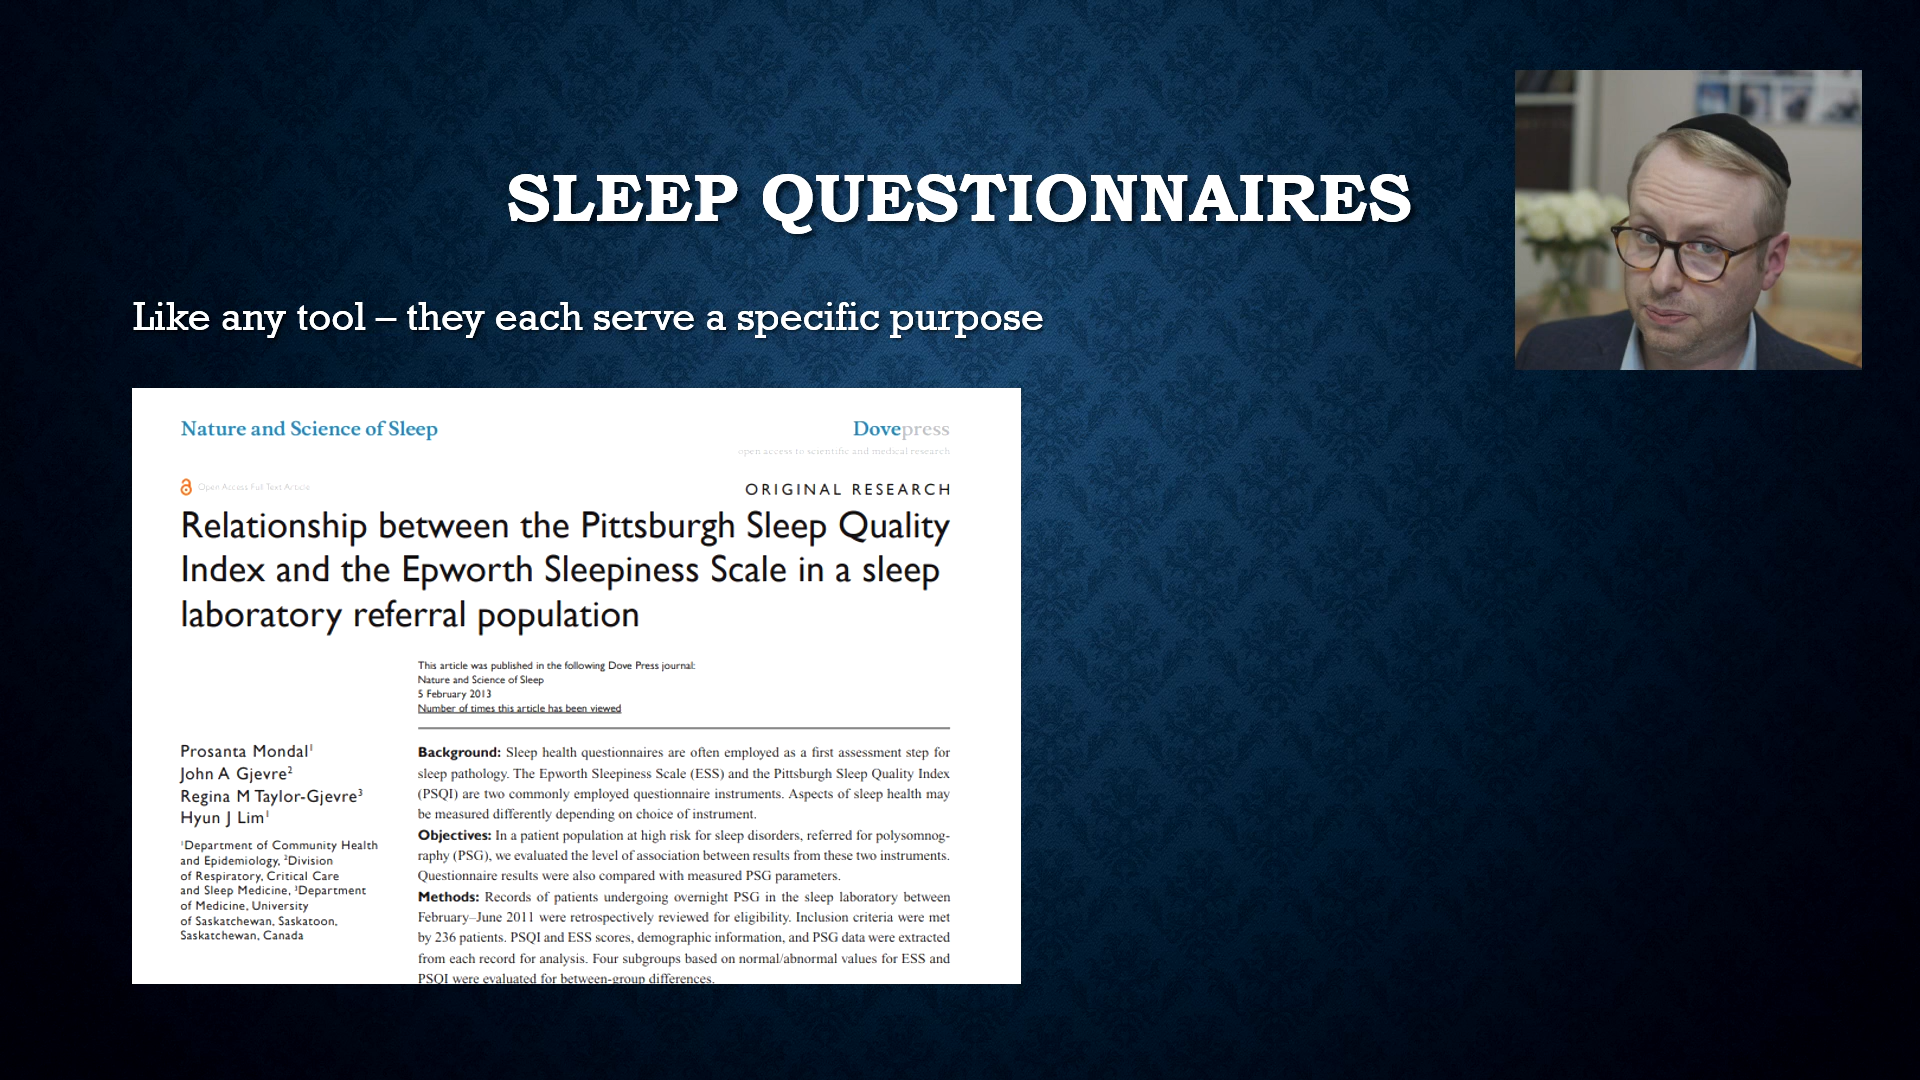 SLEEP QUESTIONNAIRES
Like any tool – they each serve a specific purpose
Nature and Science of Sleep
Dovepress
open access to scientific and medical research
Open Access Full Text Article
ORIGINAL RESEARCH
Relationship between the Pittsburgh Sleep Quality
Index and the Epworth Sleepiness Scale in a sleep
laboratory referral population
This article was published in the following Dove Press journal:
Nature and Science of Sleep
5 February 2013
Number of times this article has been viewed
Prosanta Mondal¹
John A Gjevre²
Regina M Taylor-Gjevre³
Hyun J Lim¹
¹Department of Community Health
and Epidemiology, ²Division
of Respiratory, Critical Care
and Sleep Medicine, ³Department
of Medicine, University
of Saskatchewan, Saskatoon,
Saskatchewan, Canada
Background: Sleep health questionnaires are often employed as a first assessment step for
sleep pathology. The Epworth Sleepiness Scale (ESS) and the Pittsburgh Sleep Quality Index
(PSQI) are two commonly employed questionnaire instruments. Aspects of sleep health may
be measured differently depending on choice of instrument.
Objectives: In a patient population at high risk for sleep disorders, referred for polysomnog-
raphy (PSG), we evaluated the level of association between results from these two instruments.
Questionnaire results were also compared with measured PSG parameters.
Methods: Records of patients undergoing overnight PSG in the sleep laboratory between
February–June 2011 were retrospectively reviewed for eligibility. Inclusion criteria were met
by 236 patients. PSQI and ESS scores, demographic information, and PSG data were extracted
from each record for analysis. Four subgroups based on normal/abnormal values for ESS and
PSQI were evaluated for between-group differences.